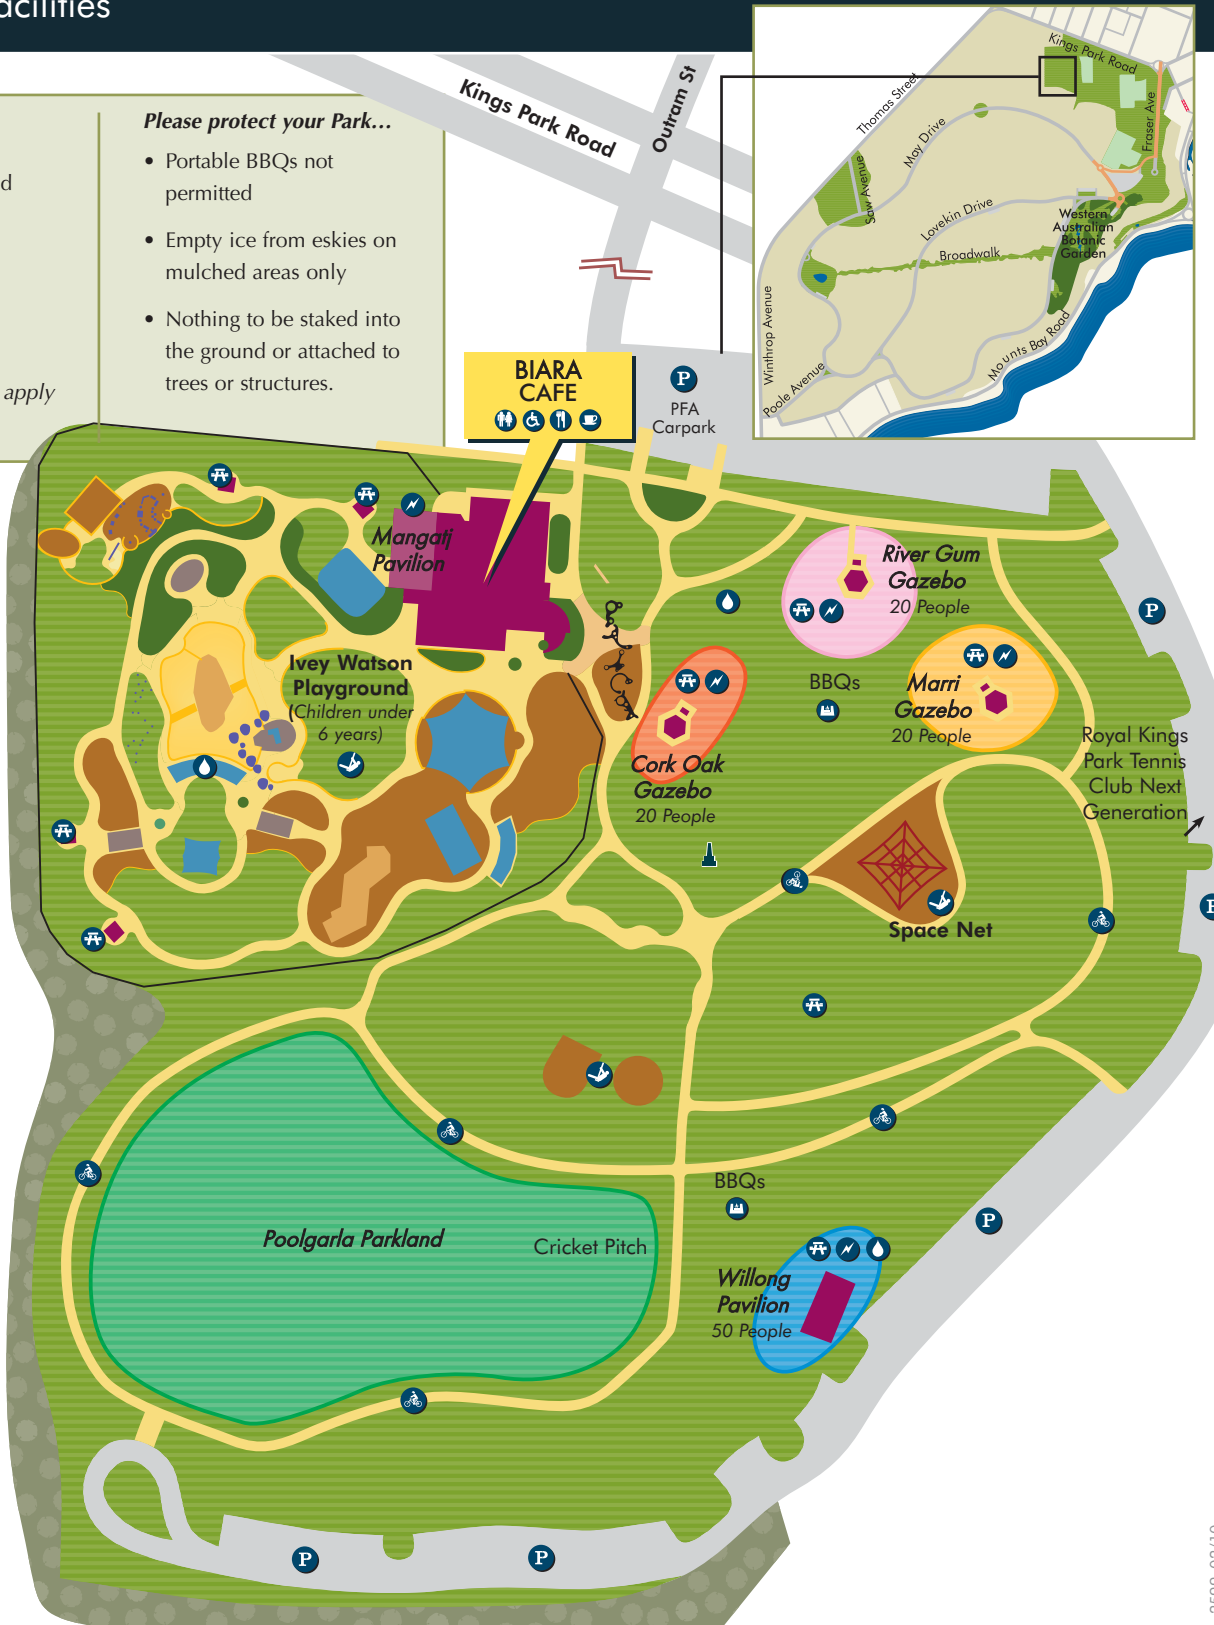 acilities
Please protect your Park…
• Portable BBQs not
permitted
• Empty ice from eskies on
mulched areas only
• Nothing to be staked into
the ground or attached to
trees or structures.
d
apply
Kings Park Road
Outram St
Kings Park Road
Thomas Street
Fraser Ave
May Drive
Saw Avenue
Lovekin Drive
Western
Australian
Botanic
Garden
Broadwalk
Winthrop Avenue
Mounts Bay Road
Poole Avenue
BIARA
CAFE
P
PFA
Carpark
Mangatj
Pavilion
River Gum
Gazebo
20 People
P
Ivey Watson
Playground
(Children under
6 years)
BBQs
Marri
Gazebo
20 People
Cork Oak
Gazebo
20 People
Royal Kings
Park Tennis
Club Next
Generation
Space Net
P
BBQs
P
Poolgarla Parkland
Cricket Pitch
Willong
Pavilion
50 People
P
P